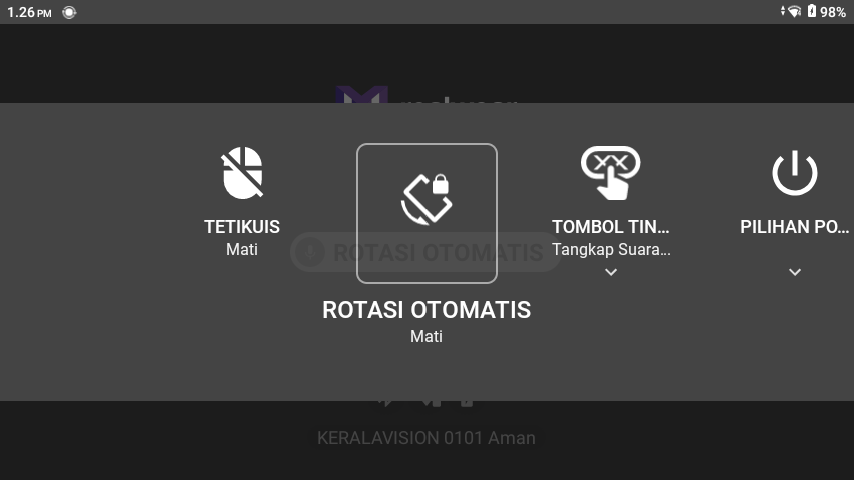 1.26 PM
98%
TETIKUIS
Mati
ROTASI OTOMATIS
ROTASI OTOMATIS
Mati
TOMBOL TIN...
Tangkap Suara...
PILIHAN PO...
KERALAVISION 0101 Aman